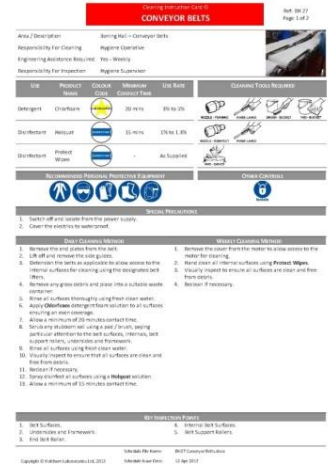 Cleaning Instruction Card ©
CONVEYOR BELTS
Ref: BK 27
Page 1 of 2
Area / Description Boning Hall – Conveyor Belts
Responsibility For Cleaning Hygiene Operative
Engineering Assistance Required Yes - Weekly
Responsibility For Inspection Hygiene Supervisor
USE PRODUCT NAME COLOUR CODE MINIMUM CONTACT TIME USE RATE CLEANING TOOLS REQUIRED
Detergent Chlorfoam 20 mins 3% to 5%
Disinfectant Holquat 15 mins 1% to 1.3%
Disinfectant Protect Wipes - As Supplied
RECOMMENDED PERSONAL PROTECTIVE EQUIPMENT OTHER CONTROLS
SPECIAL PRECAUTIONS
1. Switch off and isolate from the power supply.
2. Cover the electrics to waterproof.
DAILY CLEANING METHOD
1. Remove the end plates from the belt.
2. Lift off and remove the side guides.
3. Detension the belts as applicable to allow access to the
internal surfaces for cleaning using the designated belt
lifters.
4. Remove any gross debris and place into a suitable waste
container.
5. Rinse all surfaces thoroughly using fresh clean water.
6. Apply Chlorfoam detergent foam solution to all surfaces
ensuring an even coverage.
7. Allow a minimum of 20 minutes contact time.
8. Scrub any stubborn soil using a pad / brush, paying
particular attention to the belt surfaces, internals, belt
support rollers, undersides and framework.
9. Rinse all surfaces using fresh clean water.
10. Visually inspect to ensure that all surfaces are clean and
free from debris.
11. Reclean if necessary.
12. Spray disinfect all surfaces using a Holquat solution.
13. Allow a minimum of 15 minutes contact time.
WEEKLY CLEANING METHOD
1. Remove the cover from the motor to allow access to the
motor for cleaning.
2. Hand clean all internal surfaces using Protect Wipes.
3. Visually inspect to ensure all surfaces are clean and free
from debris.
4. Reclean if necessary.
KEY INSPECTION POINTS
1. Belt Surfaces.
2. Undersides and Framework.
3. End Belt Roller.
4. Internal Belt Surfaces.
5. Belt Support Rollers.
Schedule File Name:
Copyright © Holchem Laboratories Ltd, 2012 Schedule Issue Date: 12 Apr 2012